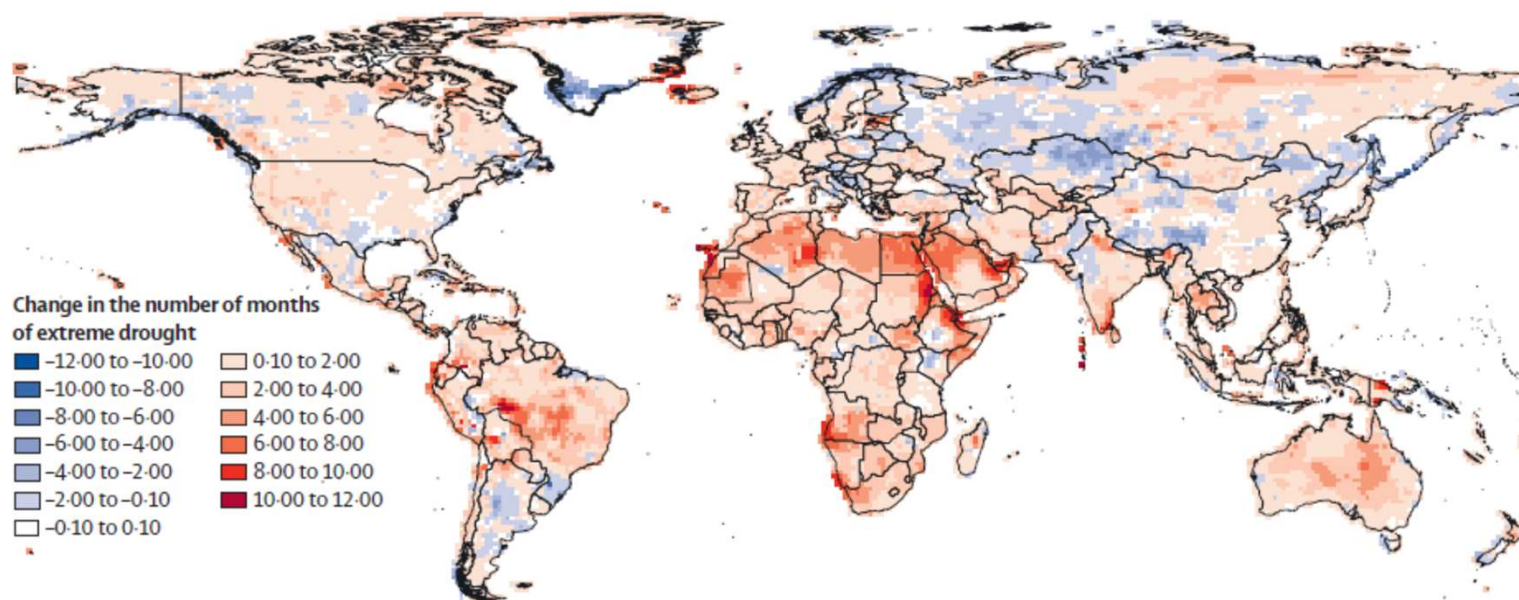 Change in the number of months
of extreme drought
−12·00 to −10·00
−10·00 to −8·00
−8·00 to −6·00
−6·00 to −4·00
−4·00 to −2·00
−2·00 to −0·10
−0·10 to 0·10
0·10 to 2·00
2·00 to 4·00
4·00 to 6·00
6·00 to 8·00
8·00 to 10·00
10·00 to 12·00